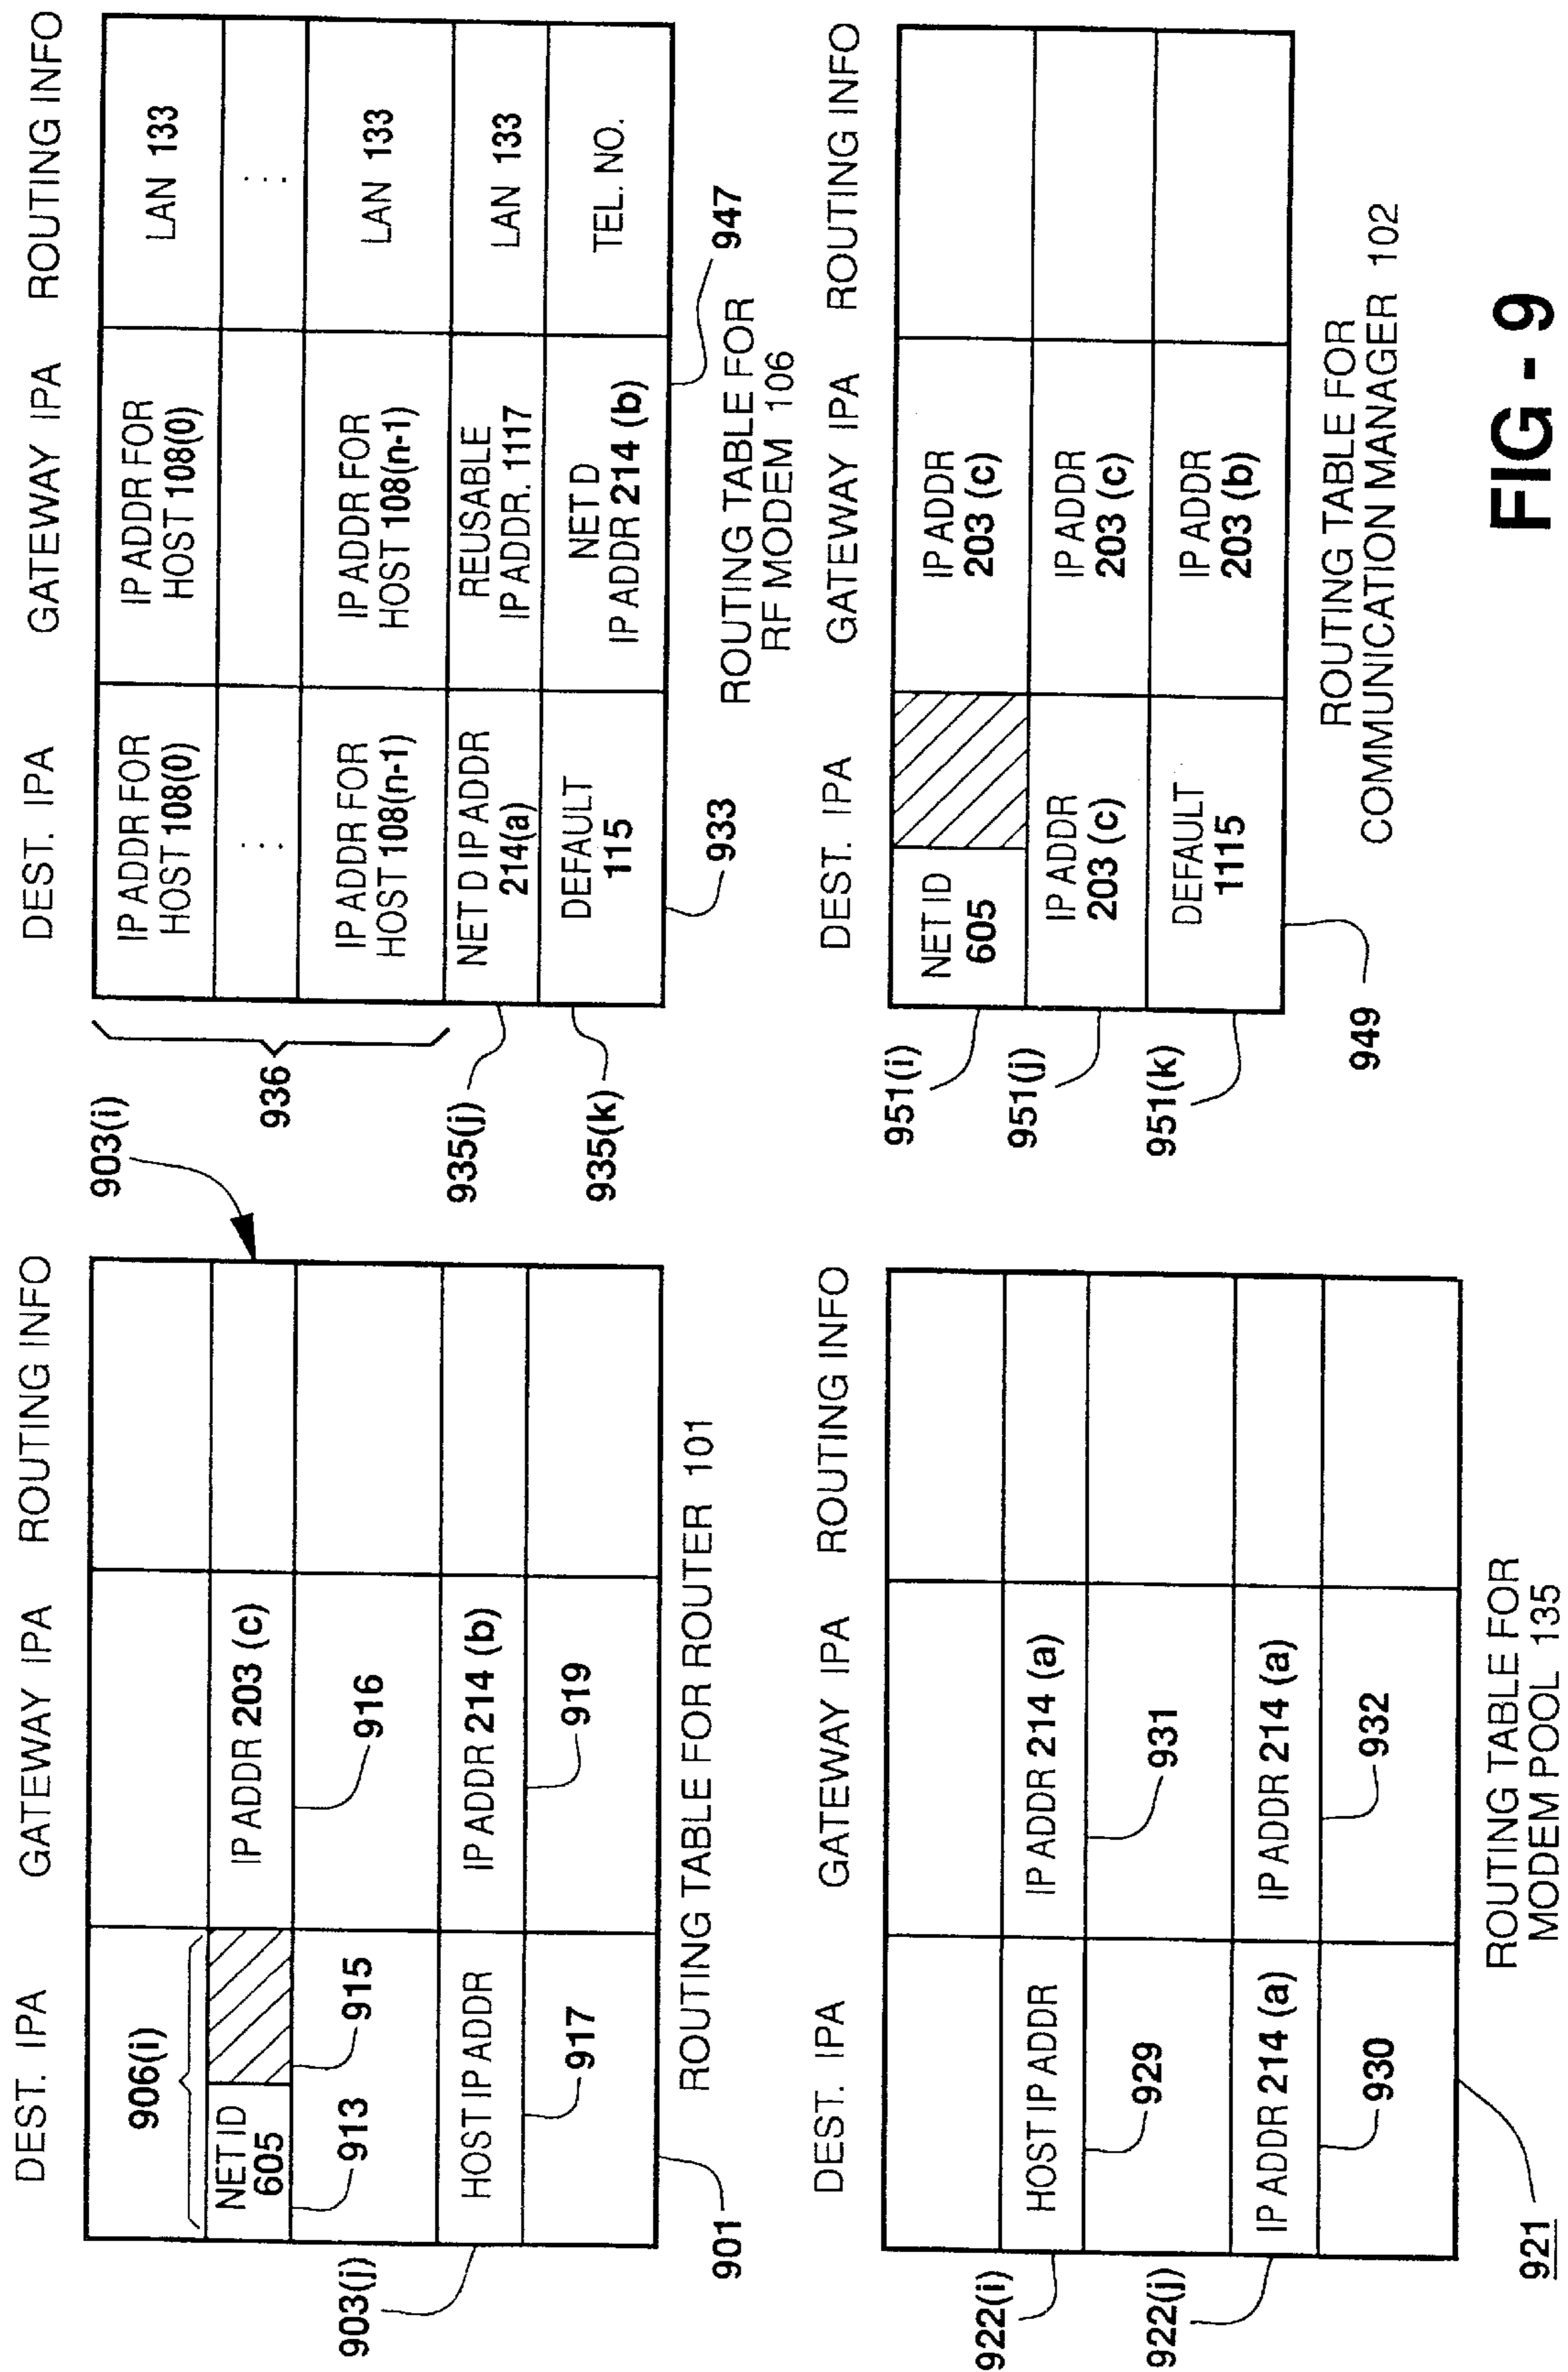 DEST. IPA GATEWAY IPA ROUTING INFO
906(i)
903(i)
NET ID
605
IP ADDR 203 (c)
913
915
916
903(j)
HOST IP ADDR
IP ADDR 214 (b)
917
919
901
ROUTING TABLE FOR ROUTER 101
DEST. IPA GATEWAY IPA ROUTING INFO
936
IP ADDR FOR
HOST 108(0)
IP ADDR FOR
HOST 108(0)
LAN 133
... ...
IP ADDR FOR
HOST 108(n-1)
IP ADDR FOR
HOST 108(n-1)
LAN 133
935(j)
NET D IP ADDR
214(a)
REUSABLE
IP ADDR. 1117
LAN 133
935(k)
DEFAULT
115
NET D
IP ADDR 214 (b)
TEL. NO.
933
947
ROUTING TABLE FOR
RF MODEM 106
DEST. IPA GATEWAY IPA ROUTING INFO
922(i)
HOST IP ADDR
IP ADDR 214 (a)
929
931
922(j)
IP ADDR 214 (a)
IP ADDR 214 (a)
930
932
921
ROUTING TABLE FOR
MODEM POOL 135
DEST. IPA GATEWAY IPA ROUTING INFO
951(i)
NET ID
605
IP ADDR
203 (c)
951(j)
IP ADDR
203 (c)
IP ADDR
203 (c)
951(k)
DEFAULT
1115
IP ADDR
203 (b)
949
ROUTING TABLE FOR
COMMUNICATION MANAGER 102
FIG - 9